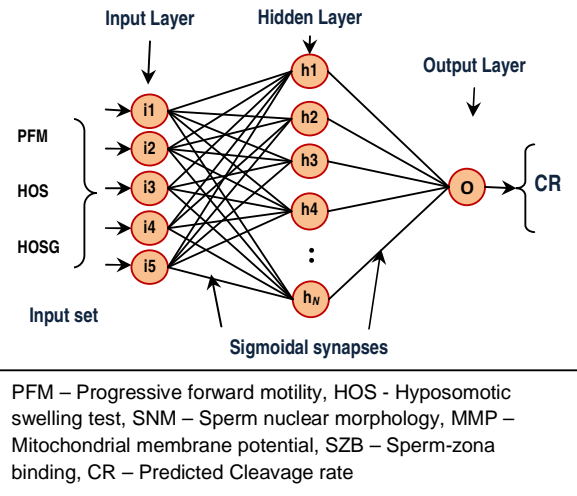 Input Layer
Hidden Layer
Output Layer
h1
i1
h2
PFM
i2
h3
HOS
i3
O
CR
h4
i4
HOSG
i5
:
hN
Input set
Sigmoidal synapses
PFM – Progressive forward motility, HOS - Hyposomotic
swelling test, SNM – Sperm nuclear morphology, MMP –
Mitochondrial membrane potential, SZB – Sperm-zona
binding, CR – Predicted Cleavage rate